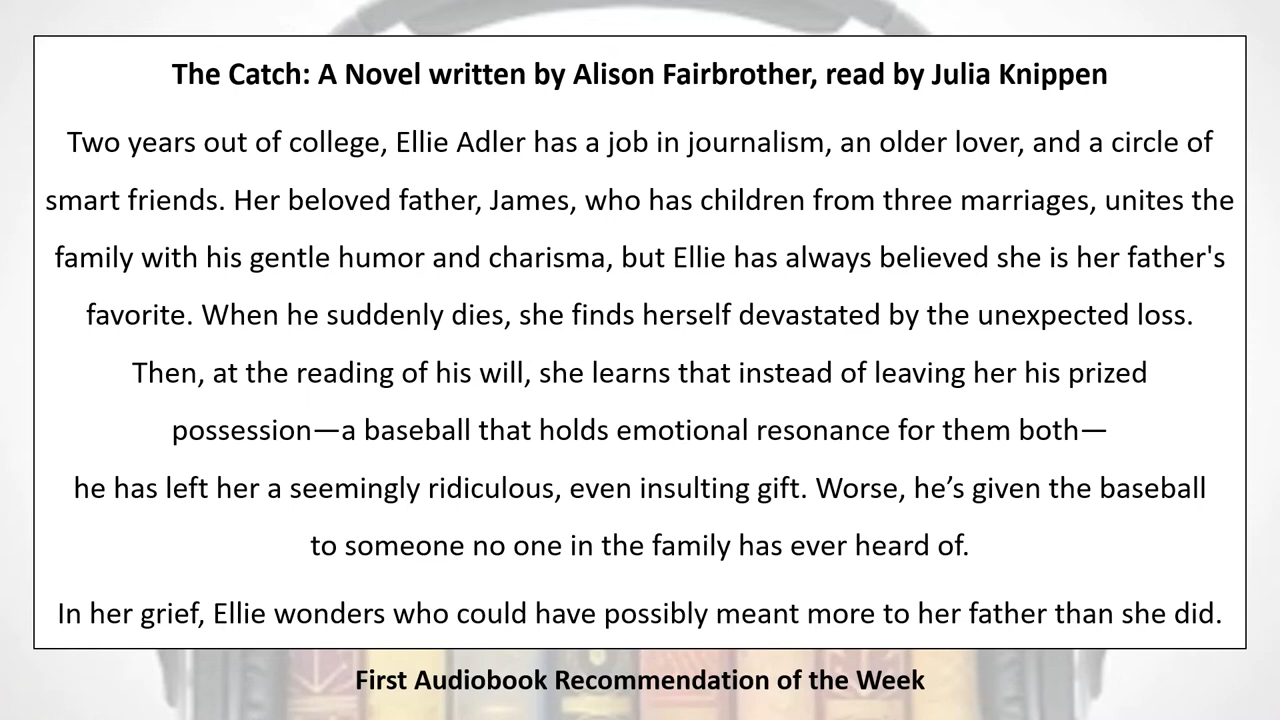 The Catch: A Novel written by Alison Fairbrother, read by Julia Knippen
Two years out of college, Ellie Adler has a job in journalism, an older lover, and a circle of
smart friends. Her beloved father, James, who has children from three marriages, unites the
family with his gentle humor and charisma, but Ellie has always believed she is her father's
favorite. When he suddenly dies, she finds herself devastated by the unexpected loss.
Then, at the reading of his will, she learns that instead of leaving her his prized
possession—a baseball that holds emotional resonance for them both—
he has left her a seemingly ridiculous, even insulting gift. Worse, he’s given the baseball
to someone no one in the family has ever heard of.
In her grief, Ellie wonders who could have possibly meant more to her father than she did.
First Audiobook Recommendation of the Week